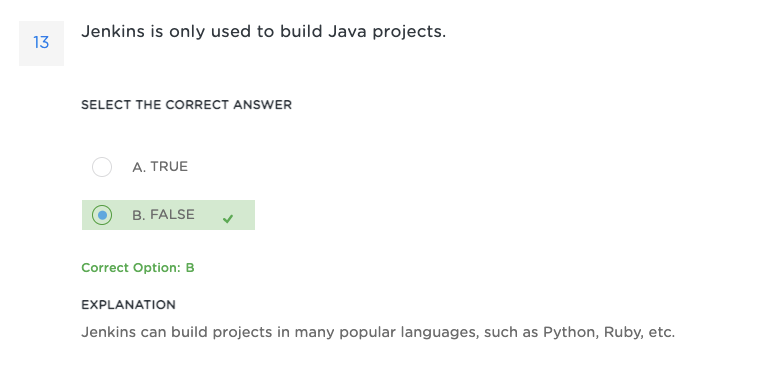 13
Jenkins is only used to build Java projects.
SELECT THE CORRECT ANSWER
A. TRUE
B. FALSE
Correct Option: B
EXPLANATION
Jenkins can build projects in many popular languages, such as Python, Ruby, etc.